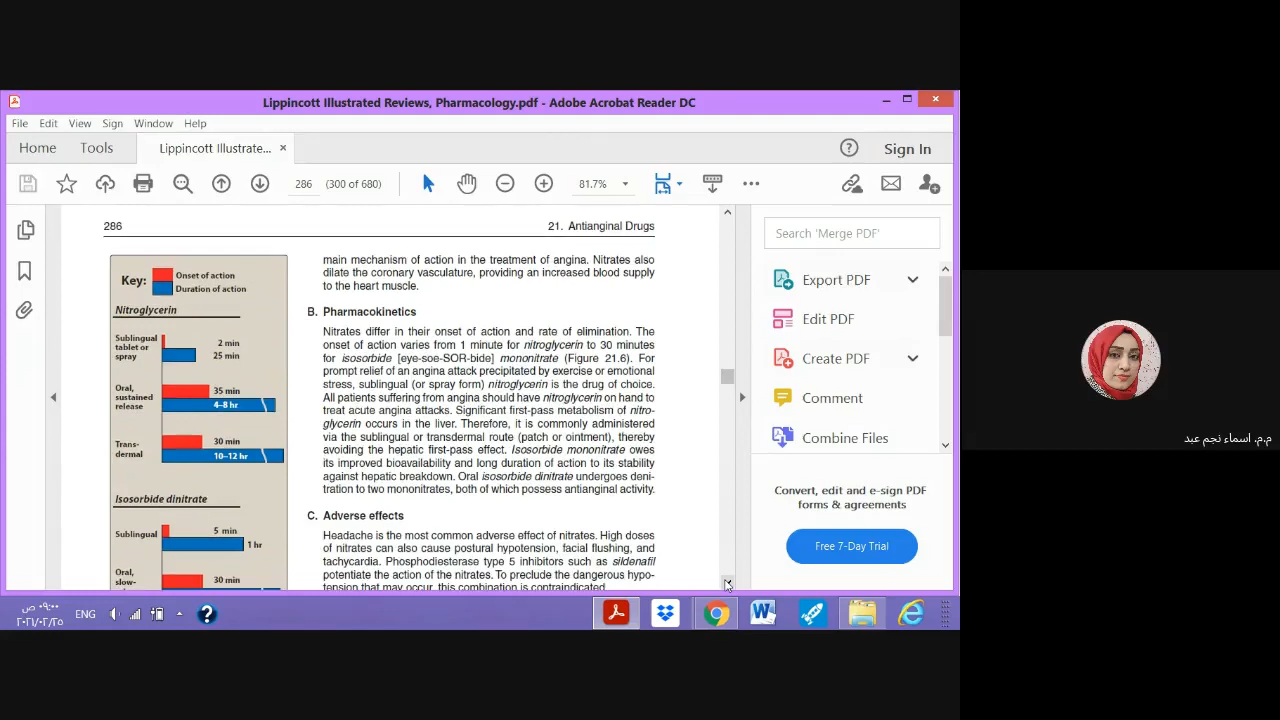 Lippincott Illustrated Reviews, Pharmacology.pdf - Adobe Acrobat Reader DC
File Edit View Sign Window Help
Home Tools Lippincott Illustrate... × Sign In
286 (300 of 680) 81.7%
286 21. Antianginal Drugs
Key: Onset of action
Duration of action
Nitroglycerin
Sublingual
tablet or
spray
2 min
25 min
Oral,
sustained
release
35 min
4–8 hr
Trans-
dermal
30 min
10–12 hr
Isosorbide dinitrate
Sublingual
5 min
1 hr
Oral,
slow-
30 min
main mechanism of action in the treatment of angina. Nitrates also
dilate the coronary vasculature, providing an increased blood supply
to the heart muscle.
B. Pharmacokinetics
Nitrates differ in their onset of action and rate of elimination. The
onset of action varies from 1 minute for nitroglycerin to 30 minutes
for isosorbide [eye-soe-SOR-bide] mononitrate (Figure 21.6). For
prompt relief of an angina attack precipitated by exercise or emotional
stress, sublingual (or spray form) nitroglycerin is the drug of choice.
All patients suffering from angina should have nitroglycerin on hand to
treat acute angina attacks. Significant first-pass metabolism of nitro-
glycerin occurs in the liver. Therefore, it is commonly administered
via the sublingual or transdermal route (patch or ointment), thereby
avoiding the hepatic first-pass effect. Isosorbide mononitrate owes
its improved bioavailability and long duration of action to its stability
against hepatic breakdown. Oral isosorbide dinitrate undergoes deni-
tration to two mononitrates, both of which possess antianginal activity.
C. Adverse effects
Headache is the most common adverse effect of nitrates. High doses
of nitrates can also cause postural hypotension, facial flushing, and
tachycardia. Phosphodiesterase type 5 inhibitors such as sildenafil
potentiate the action of the nitrates. To preclude the dangerous hypo-
tension that may occur, this combination is contraindicated.
Search 'Merge PDF'
Export PDF
Edit PDF
Create PDF
Comment
Combine Files
Convert, edit and e-sign PDF
forms & agreements
Free 7-Day Trial
م.م. اسماء نجم عبد
ENG
٠٩:٠٠ ص
٢٠٢١/٠٢/٢٥